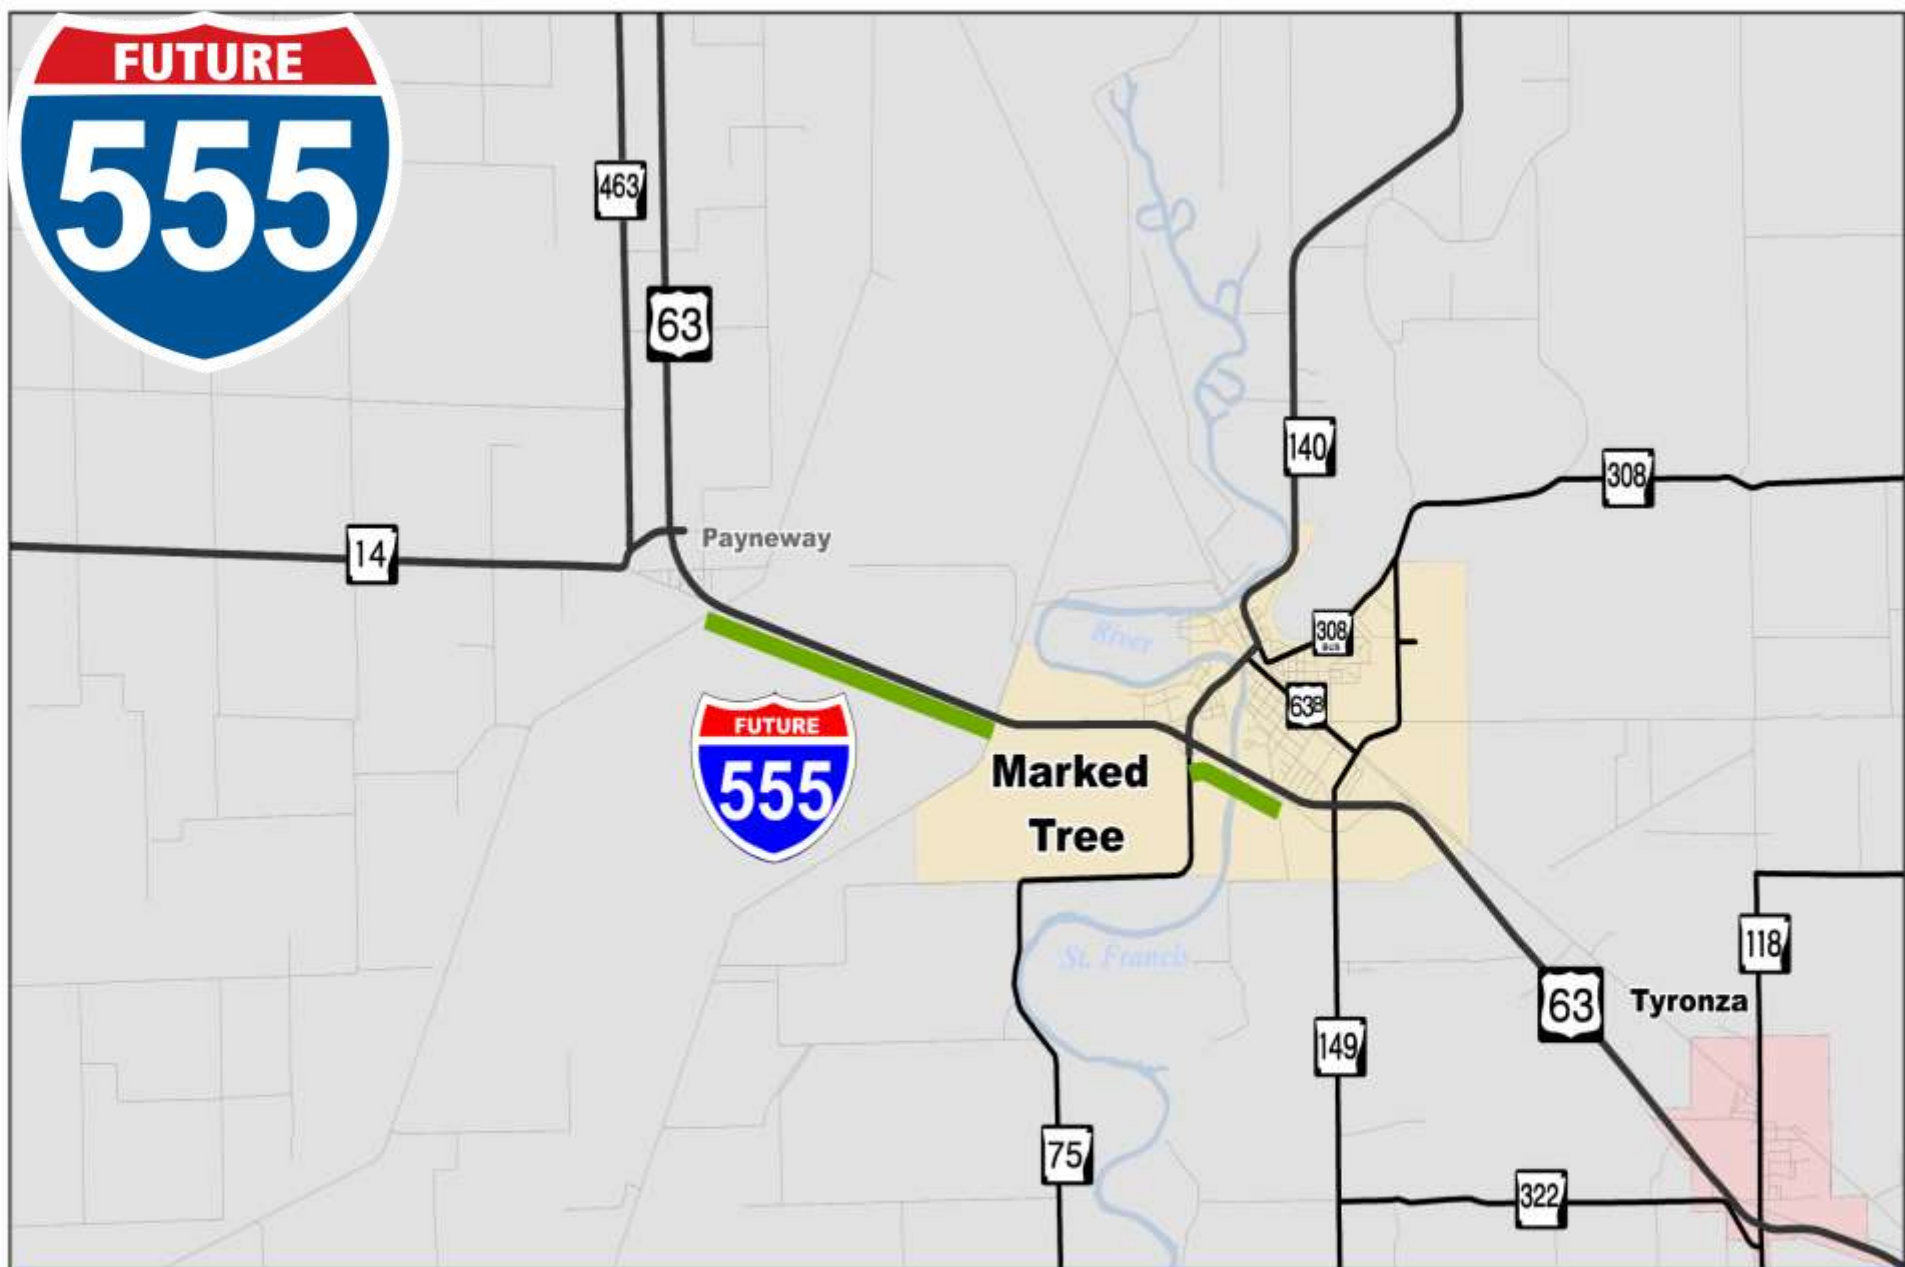 FUTURE
555
463
63
140
308
14
Payneway
River
308
BUS
63B
FUTURE
555
Marked
Tree
118
St. Francis
63
Tyronza
149
75
322